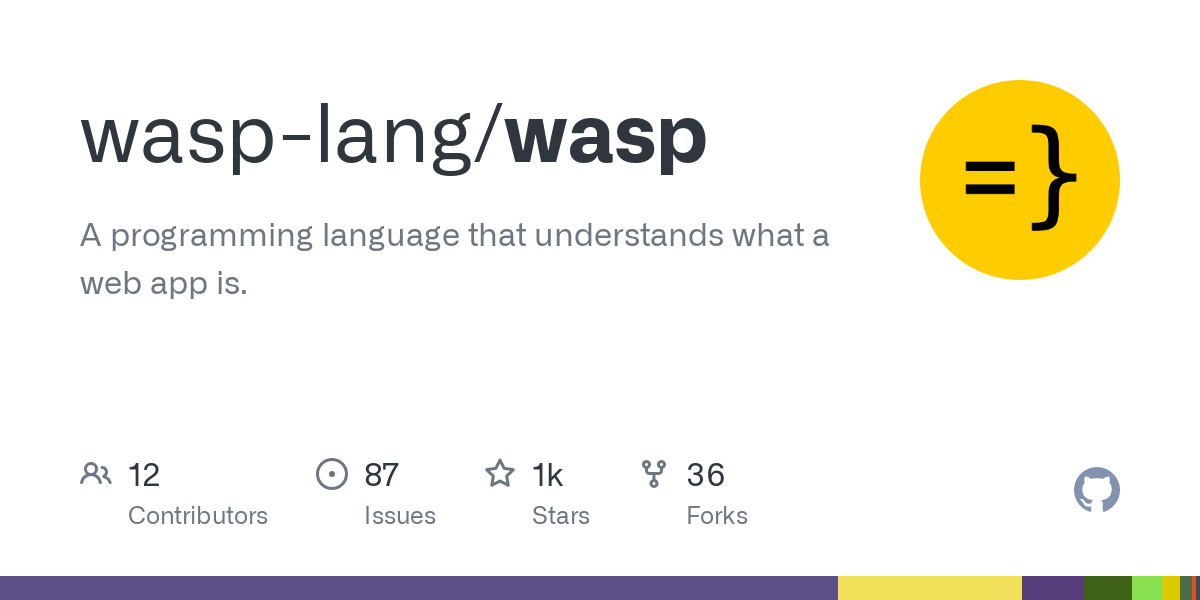 wasp-lang/wasp
=}
A programming language that understands what a
web app is.
12
Contributors
87
Issues
1k
Stars
36
Forks